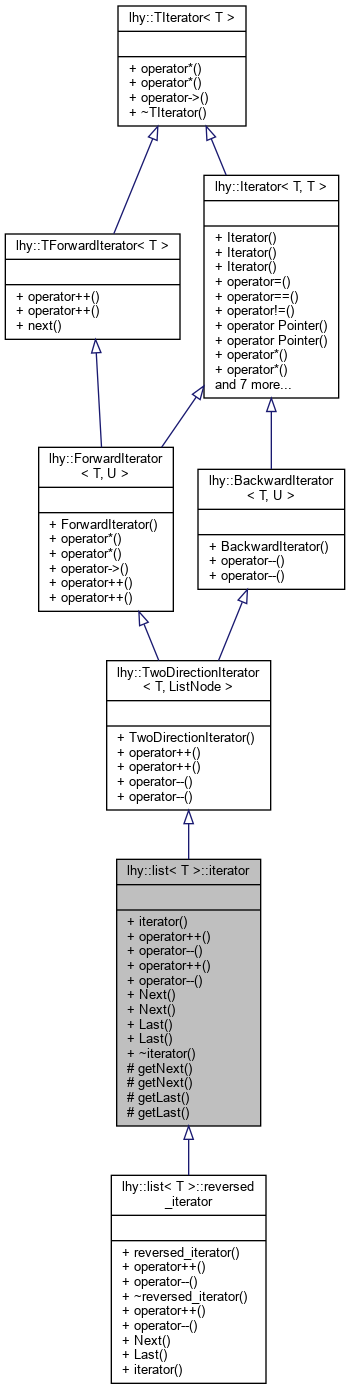 lhy::TIterator< T >
+ operator*()
+ operator*()
+ operator->()
+ ~TIterator()
lhy::Iterator< T, T >
+ Iterator()
+ Iterator()
+ Iterator()
+ operator=()
+ operator==()
+ operator!=()
+ operator Pointer()
+ operator Pointer()
+ operator*()
+ operator*()
and 7 more...
lhy::TForwardIterator< T >
+ operator++()
+ operator++()
+ next()
lhy::ForwardIterator
< T, U >
+ ForwardIterator()
+ operator*()
+ operator*()
+ operator->()
+ operator++()
+ operator++()
lhy::BackwardIterator
< T, U >
+ BackwardIterator()
+ operator--()
+ operator--()
lhy::TwoDirectionIterator
< T, ListNode >
+ TwoDirectionIterator()
+ operator++()
+ operator++()
+ operator--()
+ operator--()
lhy::list< T >::iterator
+ iterator()
+ operator++()
+ operator--()
+ operator++()
+ operator--()
+ Next()
+ Next()
+ Last()
+ Last()
+ ~iterator()
# getNext()
# getNext()
# getLast()
# getLast()
lhy::list< T >::reversed
_iterator
+ reversed_iterator()
+ operator++()
+ operator--()
+ ~reversed_iterator()
+ operator++()
+ operator--()
+ Next()
+ Last()
+ iterator()